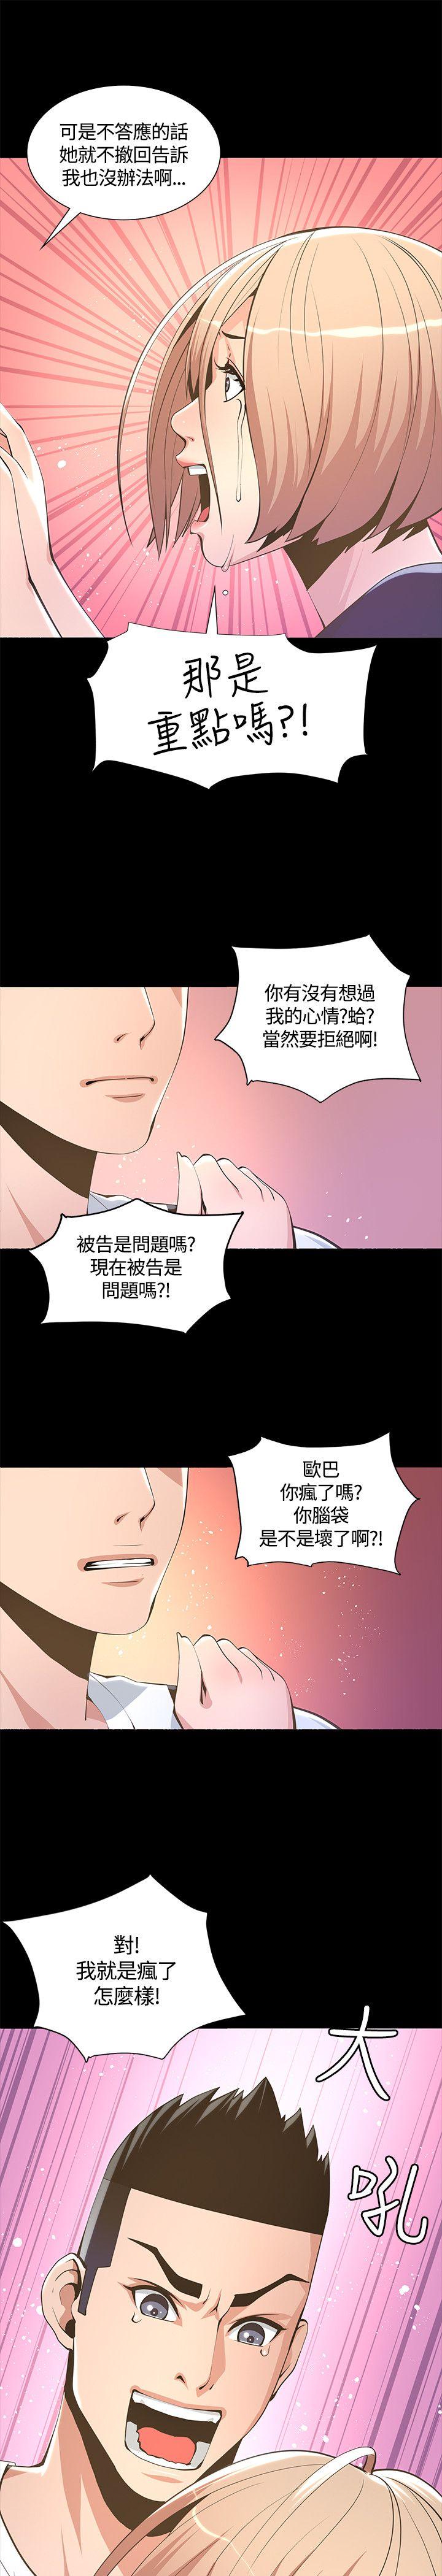 可是不答應的話
她就不撤回告訴
我也沒辦法啊...
那是
重點嗎?!
你有沒有想過
我的心情?蛤?
當然要拒絕啊!
被告是問題嗎?
現在被告是
問題嗎?!
歐巴
你瘋了嗎?
你腦袋
是不是壞了啊?!
對!
我就是瘋了
怎麼樣!
大
吼